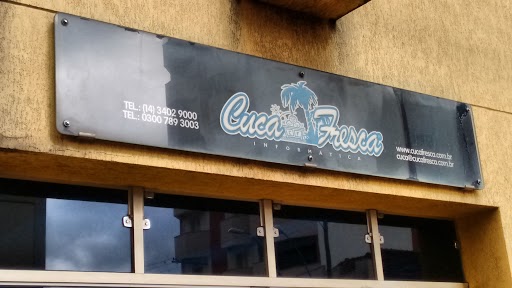 TEL.: (14) 3402 9000
TEL.: 0300 789 3003
Cuca Fresca
INFORMÁTICA
www.cucafresca.com.br
cuca@cucafresca.com.br